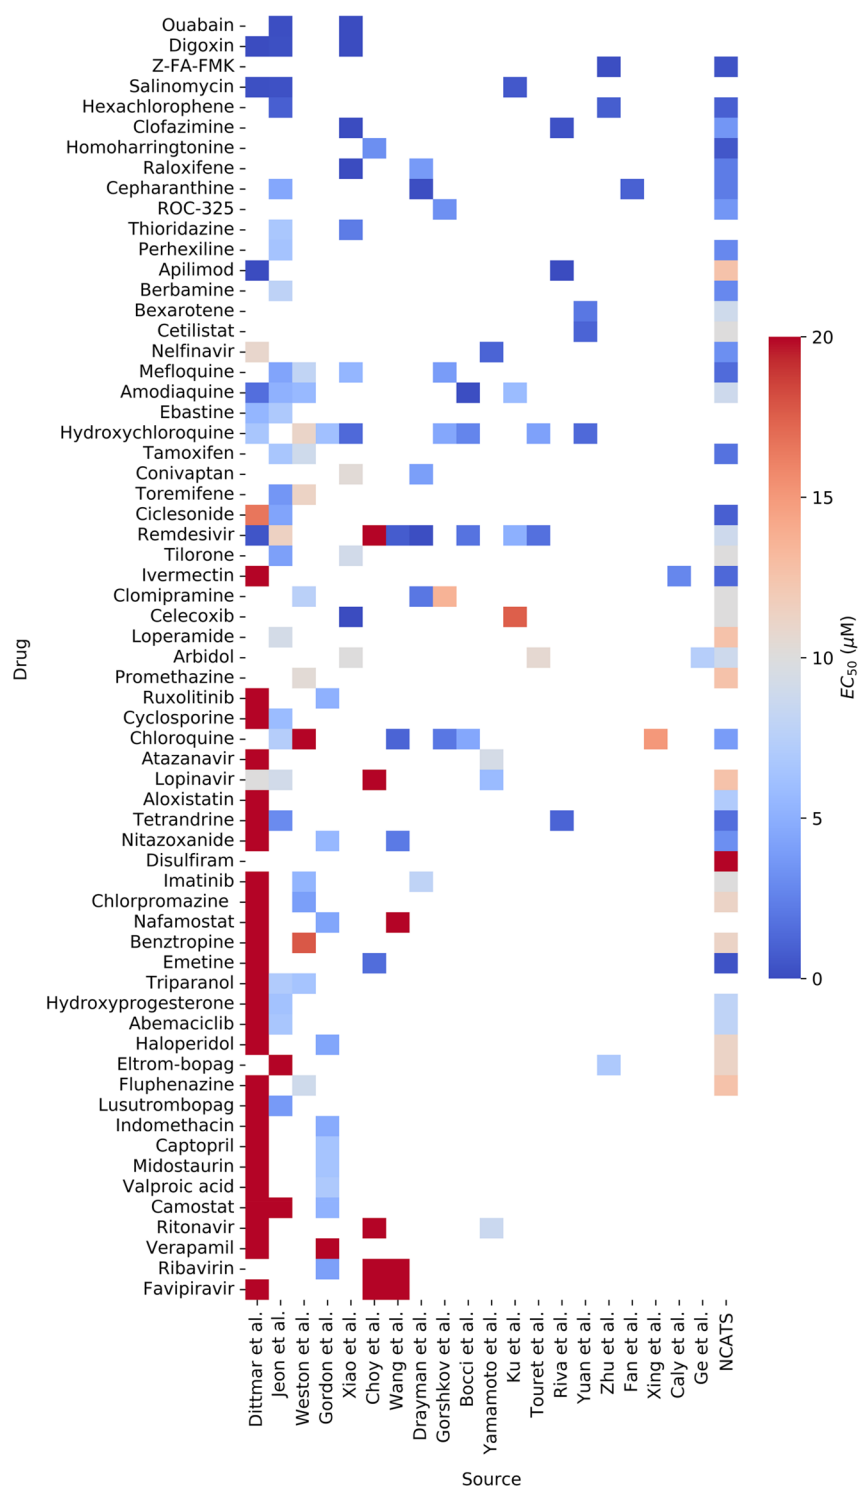 Ouabain
Digoxin
Z-FA-FMK
Salinomycin
Hexachlorophene
Clofazimine
Homoharringtonine
Raloxifene
Cepharanthine
ROC-325
Thioridazine
Perhexiline
Apilimod
Berbamine
Bexarotene
Cetilistat
Nelfinavir
Mefloquine
Amodiaquine
Ebastine
Hydroxychloroquine
Tamoxifen
Conivaptan
Toremifene
Ciclesonide
Remdesivir
Tilorone
Ivermectin
Clomipramine
Celecoxib
Loperamide
Arbidol
Promethazine
Ruxolitinib
Cyclosporine
Chloroquine
Atazanavir
Lopinavir
Aloxistatin
Tetrandrine
Nitazoxanide
Disulfiram
Imatinib
Chlorpromazine
Nafamostat
Benztropine
Emetine
Triparanol
Hydroxyprogesterone
Abemaciclib
Haloperidol
Eltrom-bopag
Fluphenazine
Lusutrombopag
Indomethacin
Captopril
Midostaurin
Valproic acid
Camostat
Ritonavir
Verapamil
Ribavirin
Favipiravir
Drug
Dittmar et al.
Jeon et al.
Weston et al.
Gordon et al.
Xiao et al.
Choy et al.
Wang et al.
Drayman et al.
Gorshkov et al.
Bocci et al.
Yamamoto et al.
Ku et al.
Touret et al.
Riva et al.
Yuan et al.
Zhu et al.
Fan et al.
Xing et al.
Caly et al.
Ge et al.
NCATS
Source
20
15
10
5
0
EC50 (μM)